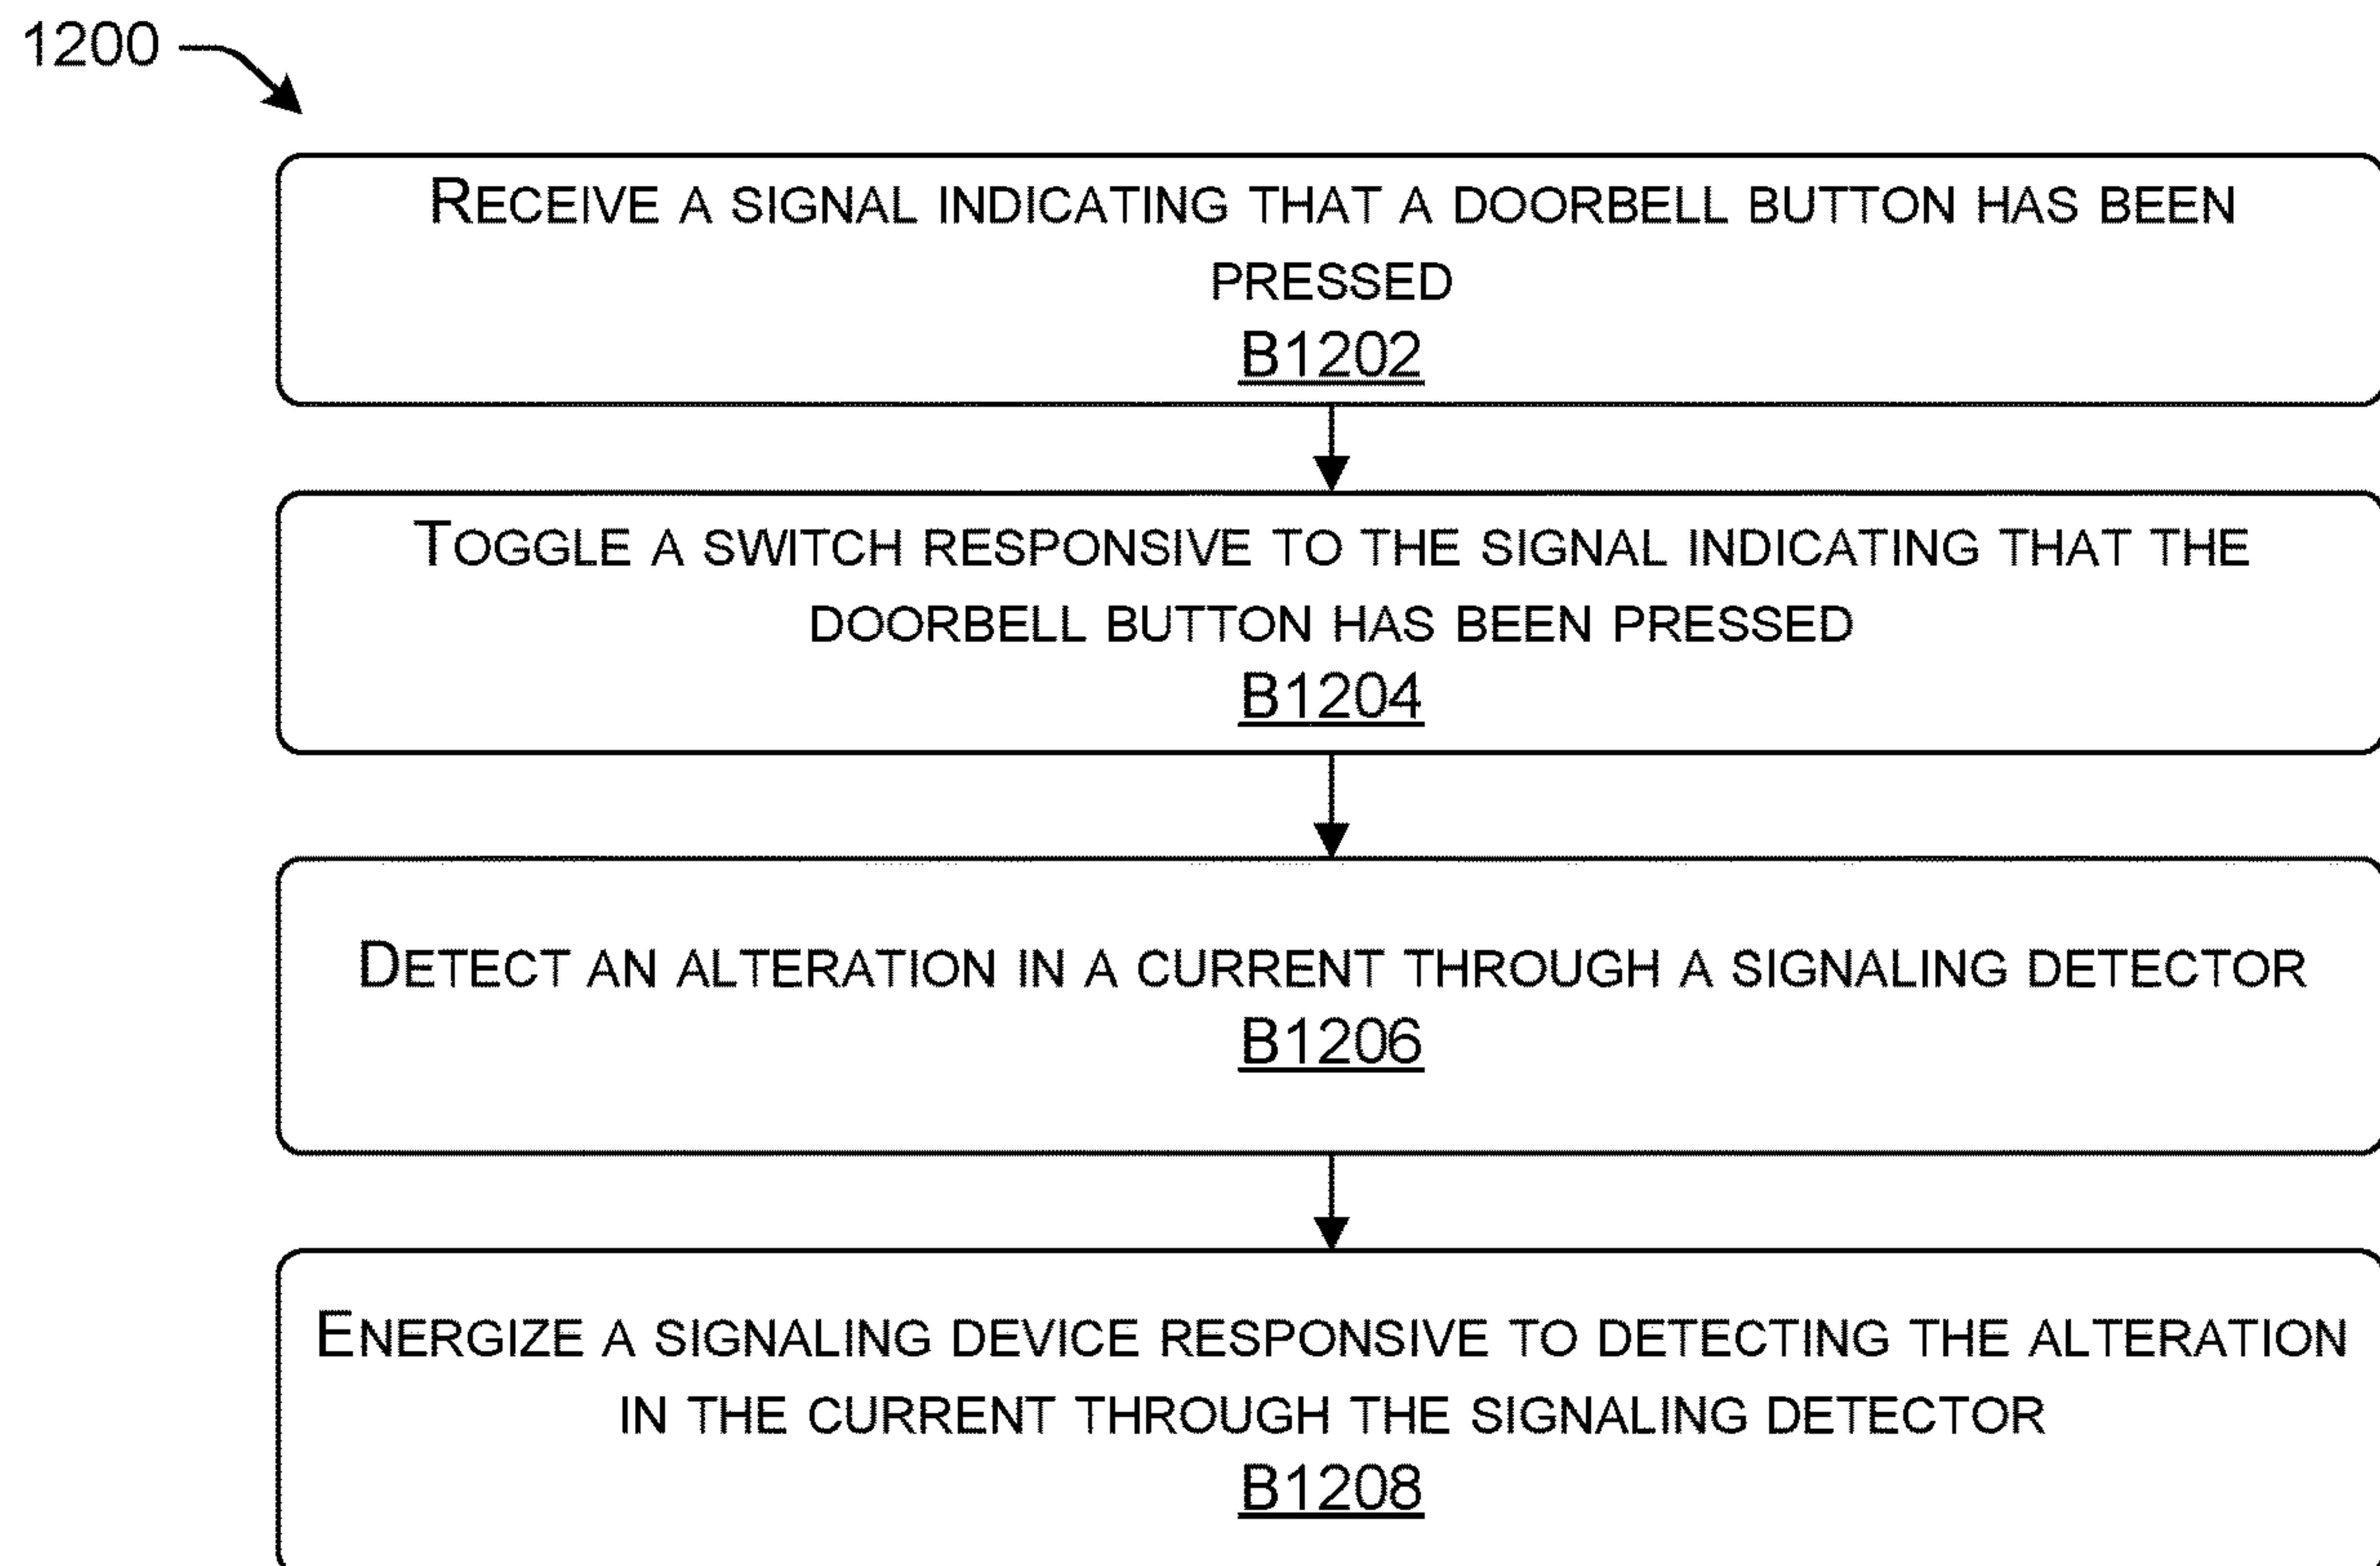 1200
RECEIVE A SIGNAL INDICATING THAT A DOORBELL BUTTON HAS BEEN
PRESSED
B1202
TOGGLE A SWITCH RESPONSIVE TO THE SIGNAL INDICATING THAT THE
DOORBELL BUTTON HAS BEEN PRESSED
B1204
DETECT AN ALTERATION IN A CURRENT THROUGH A SIGNALING DETECTOR
B1206
ENERGIZE A SIGNALING DEVICE RESPONSIVE TO DETECTING THE ALTERATION
IN THE CURRENT THROUGH THE SIGNALING DETECTOR
B1208